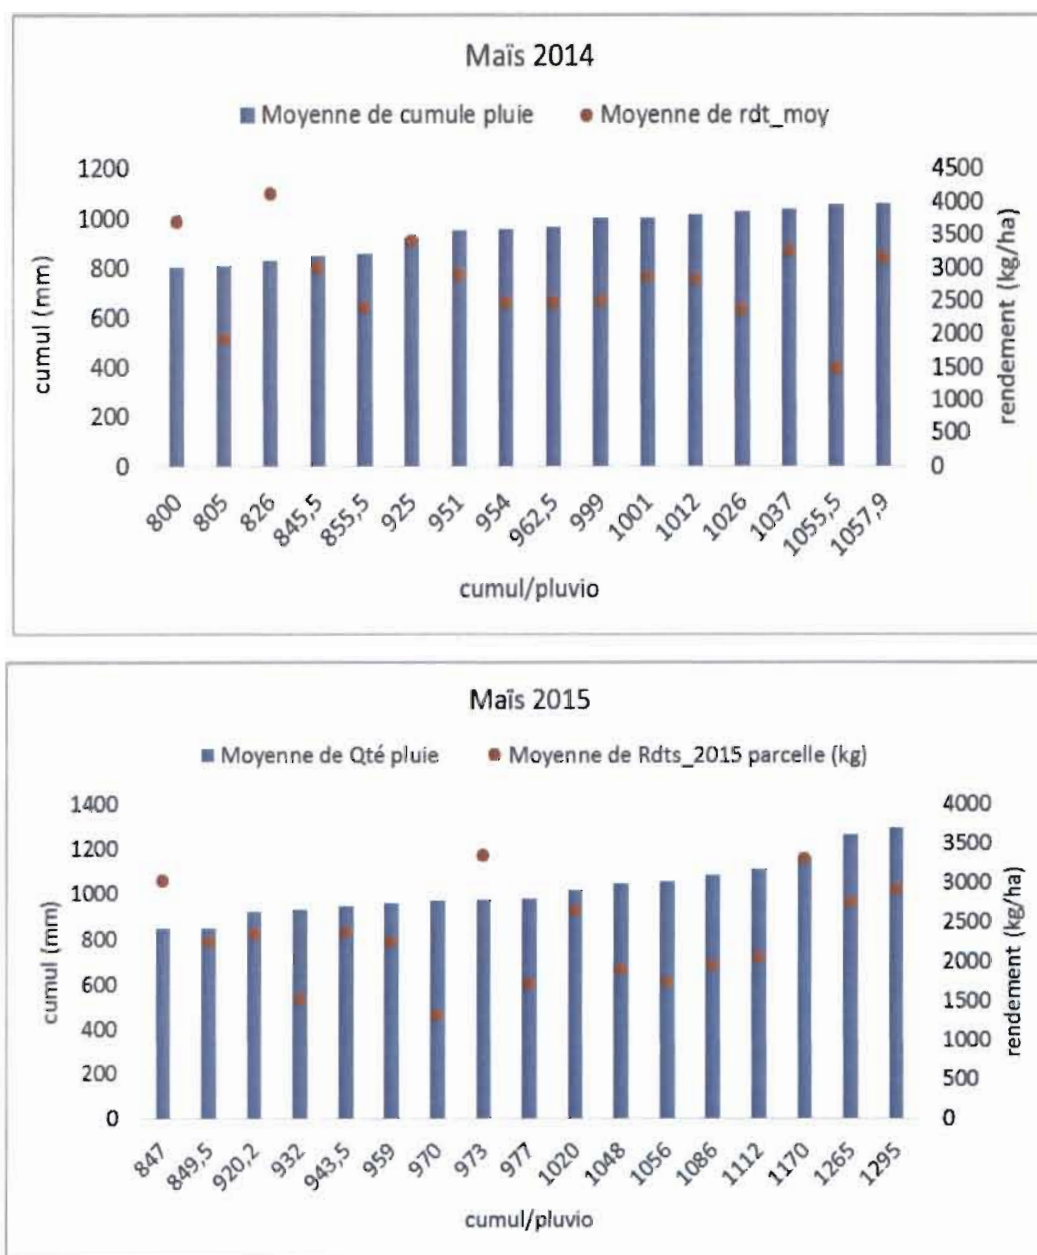 Maïs 2014
Moyenne de cumule pluie Moyenne de rdt_moy
cumul (mm)
1200
1000
800
600
400
200
0
rendement (kg/ha)
4500
4000
3500
3000
2500
2000
1500
1000
500
0
800 805 826 845,5 855,5 925 951 954 962,5 999 1001 1012 1026 1037 1055,5 1057,9
cumul/pluvio
Maïs 2015
Moyenne de Qté pluie Moyenne de Rdts_2015 parcelle (kg)
cumul (mm)
1400
1200
1000
800
600
400
200
0
rendement (kg/ha)
4000
3500
3000
2500
2000
1500
1000
500
0
847 849,5 920,2 932 943,5 959 970 973 977 1020 1048 1056 1086 1112 1170 1265 1295
cumul/pluvio